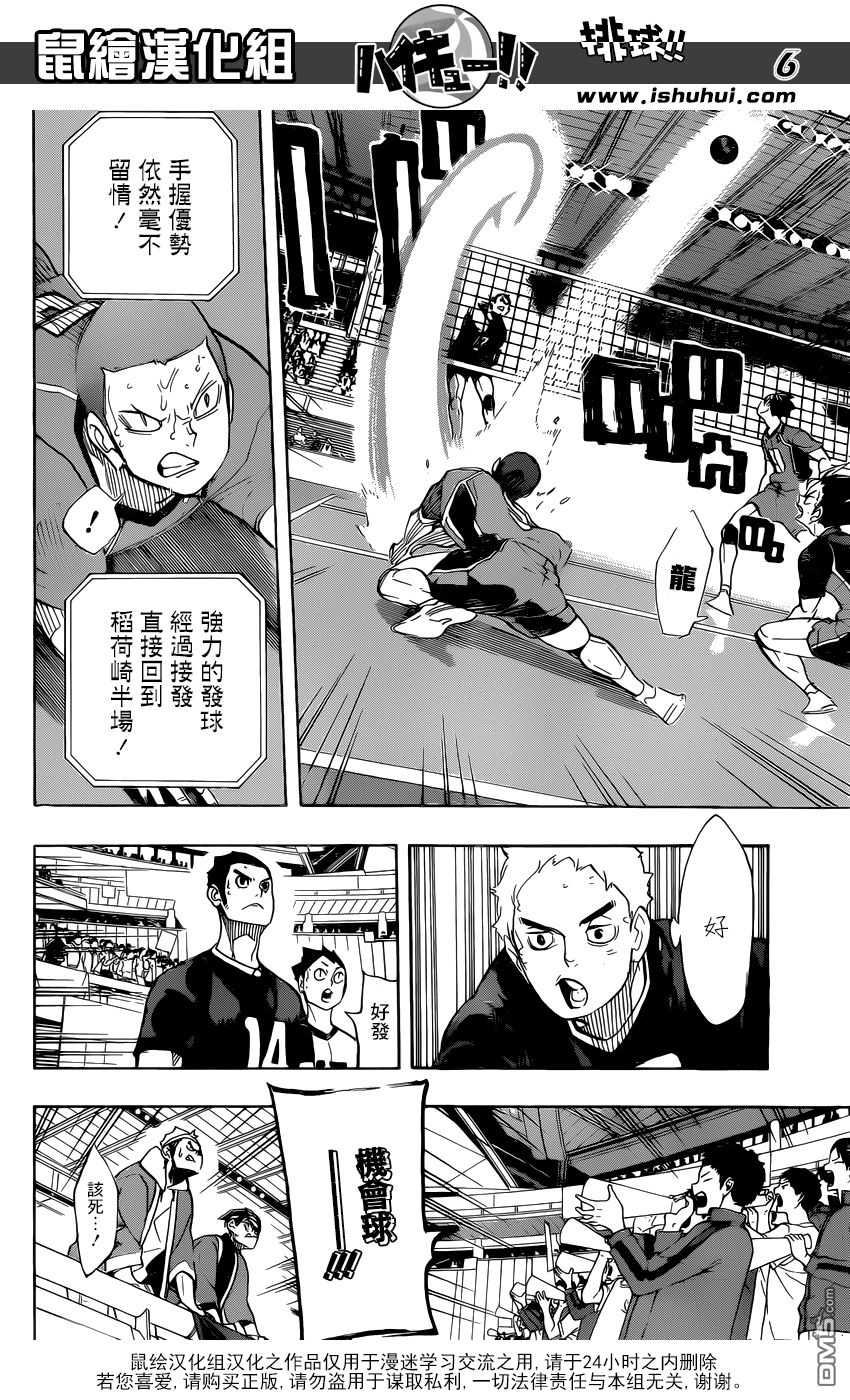 鼠繪漢化組
ハイキュー!!
排球!!
6
www.ishuhui.com
龍
手握優勢
依然毫不
留情！
！
強力的發球
經過接發
直接回到
稻荷崎半場！
好
好發
14
機會球
！！！
該死…！
鼠绘汉化组汉化之作品仅用于漫迷学习交流之用, 请于24小时之内删除
若您喜爱, 请购买正版, 请勿盗用于谋取私利, 一切法律责任与本组无关, 谢谢。
DM5.com